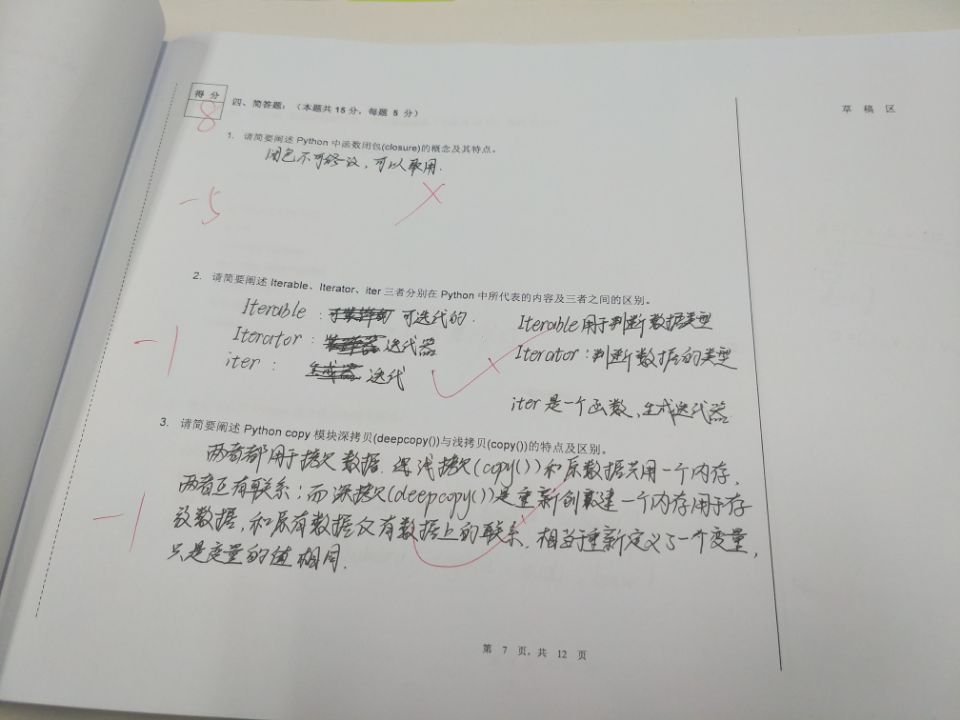 得分
8
四、简答题：（本题共 15 分，每题 5 分）
草 稿 区
1. 请简要阐述 Python 中函数闭包(closure)的概念及其特点。
闭包不可修改，可以取用.
-5
2. 请简要阐述 Iterable、Iterator、iter 三者分别在 Python 中所代表的内容及三者之间的区别。
Iterable : 可迭代的.
Iterable 用于判断数据类型
Iterator : 迭代器
Iterator : 判断数据的类型
-1
iter : 迭代
iter 是一个函数,生成迭代器
3. 请简要阐述 Python copy 模块深拷贝(deepcopy())与浅拷贝(copy())的特点及区别。
两者都用于拷贝数据. 浅拷贝(copy())和原数据共用一个内存,
两者互有联系；而深拷贝(deepcopy())是重新创建一个内存用于存
-1
放数据, 和原有数据仅有数据上的联系. 相当于重新定义了一个变量,
只是变量的值相同.
第 7 页，共 12 页